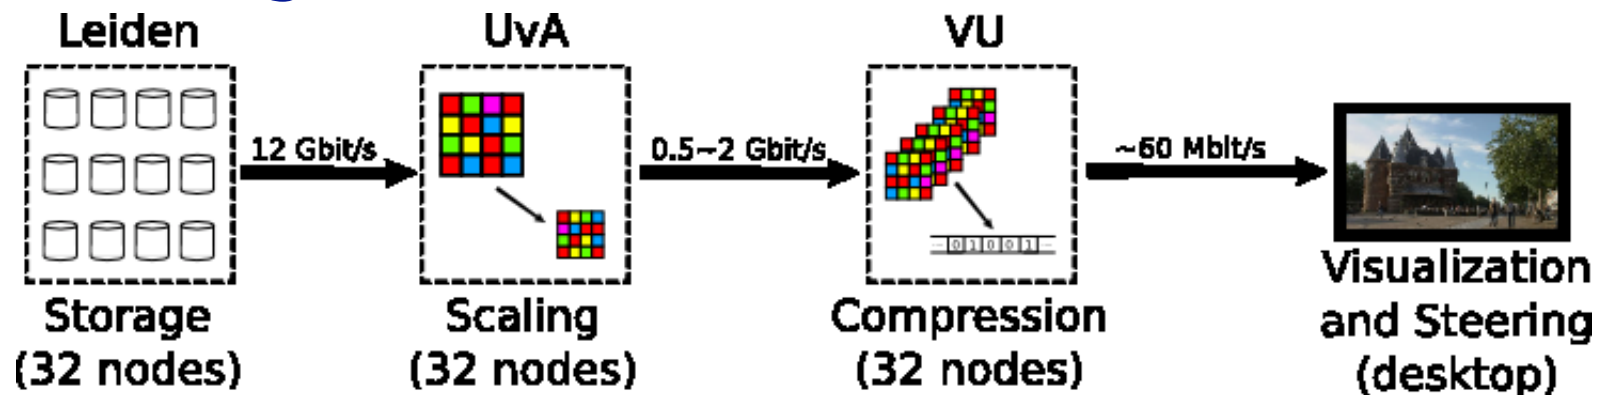 Leiden
UvA
VU
12 Gbit/s
0.5~2 Gbit/s
~60 Mbit/s
01001
Storage
(32 nodes)
Scaling
(32 nodes)
Compression
(32 nodes)
Visualization
and Steering
(desktop)